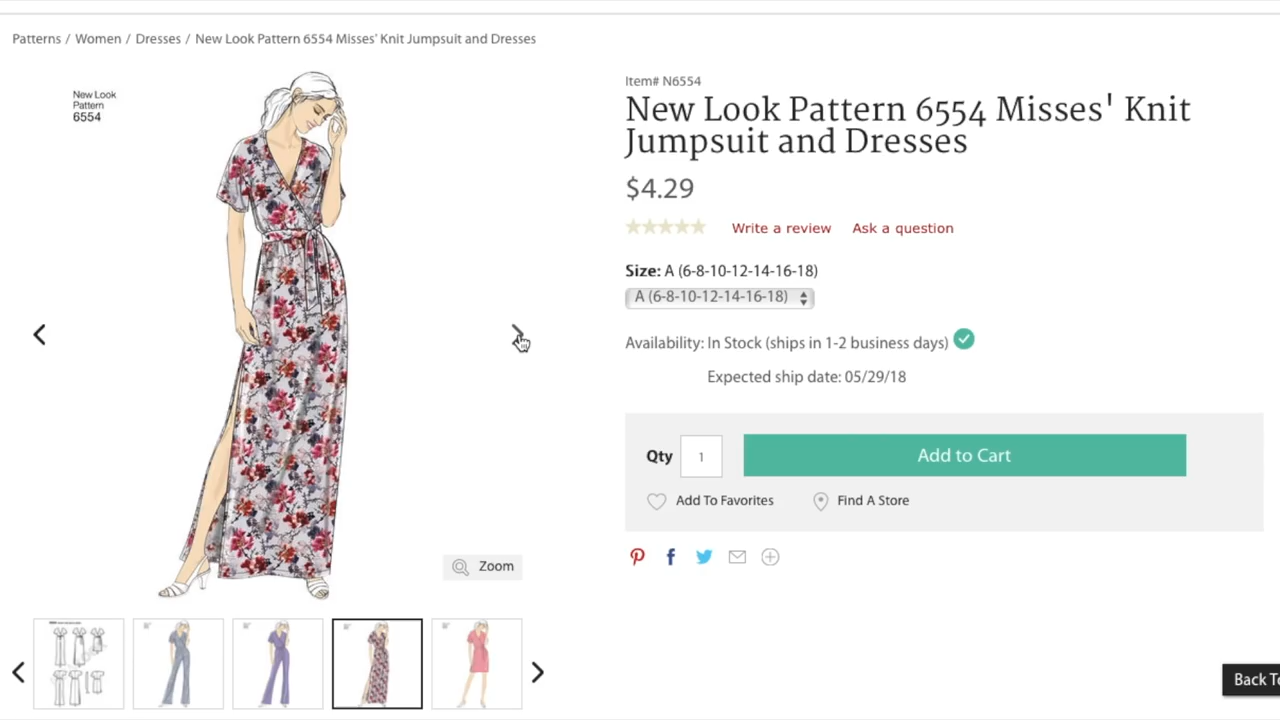 Patterns / Women / Dresses / New Look Pattern 6554 Misses' Knit Jumpsuit and Dresses
New Look
Pattern
6554
Item# N6554
New Look Pattern 6554 Misses' Knit
Jumpsuit and Dresses
$4.29
Write a review Ask a question
Size: A (6-8-10-12-14-16-18)
A (6-8-10-12-14-16-18)
Availability: In Stock (ships in 1-2 business days)
Expected ship date: 05/29/18
Qty 1 Add to Cart
Add To Favorites Find A Store
Zoom
Back To